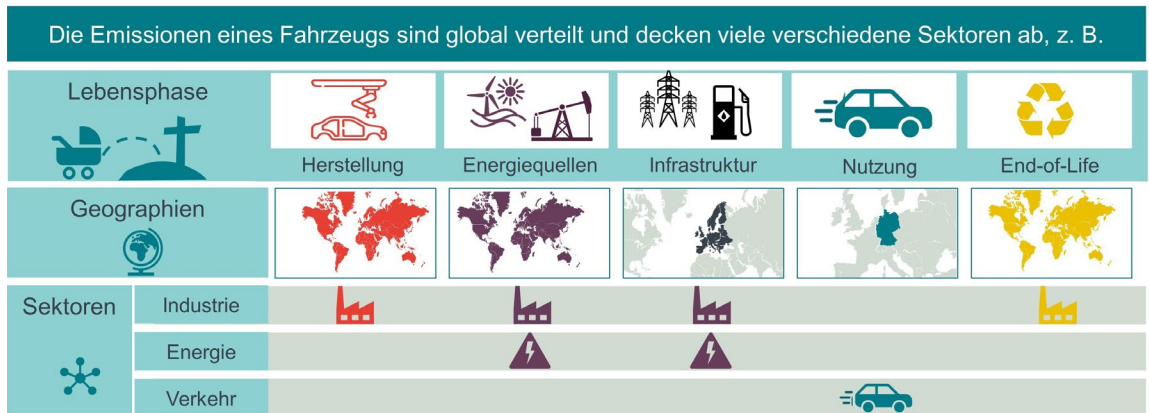 Die Emissionen eines Fahrzeugs sind global verteilt und decken viele verschiedene Sektoren ab, z. B.
Lebensphase
Herstellung
Energiequellen
Infrastruktur
Nutzung
End-of-Life
Geographien
Sektoren
Industrie
Energie
Verkehr